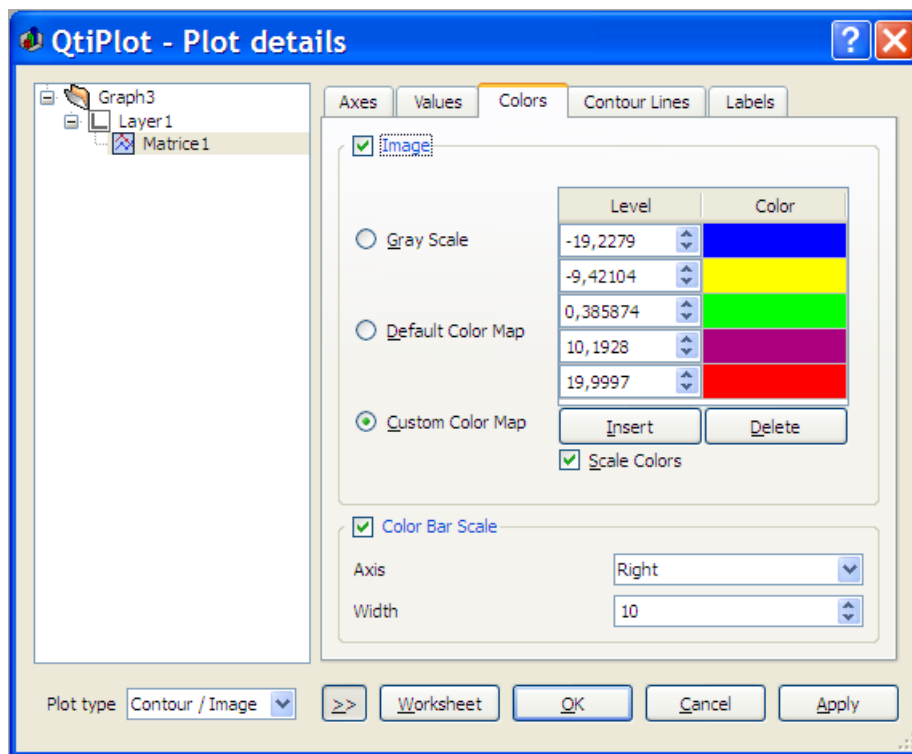 QtiPlot - Plot details
Graph3
Layer1
Matrice1
Axes Values Colors Contour Lines Labels
Image
Level Color
Gray Scale
-19,2279
-9,42104
0,385874
Default Color Map
10,1928
19,9997
Custom Color Map
Insert Delete
Scale Colors
Color Bar Scale
Axis Right
Width 10
Plot type Contour / Image >> Worksheet OK Cancel Apply